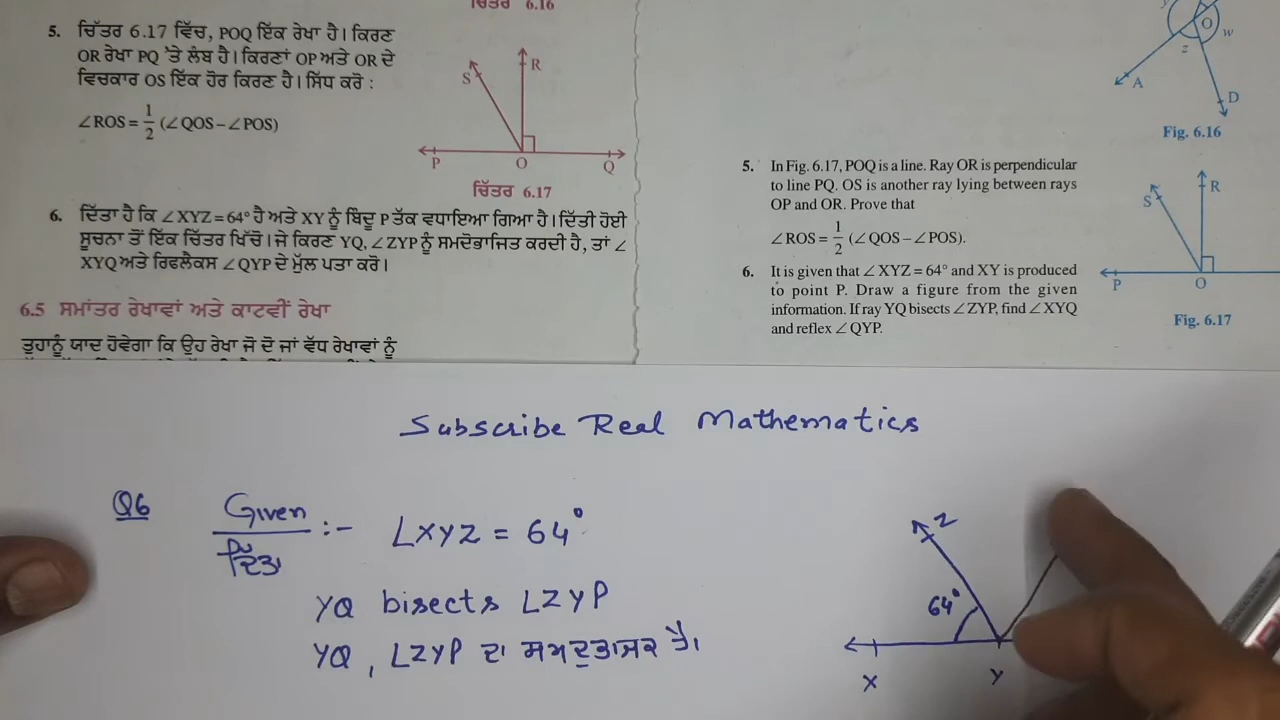 ਚਿੱਤਰ 6.16
5. ਚਿੱਤਰ 6.17 ਵਿੱਚ, POQ ਇੱਕ ਰੇਖਾ ਹੈ। ਕਿਰਣ
OR ਰੇਖਾ PQ 'ਤੇ ਲੰਬ ਹੈ। ਕਿਰਣਾਂ OP ਅਤੇ OR ਦੇ
ਵਿਚਕਾਰ OS ਇੱਕ ਹੋਰ ਕਿਰਣ ਹੈ। ਸਿੱਧ ਕਰੋ :
∠ROS = 1/2 (∠QOS – ∠POS)
S
R
P
O
Q
ਚਿੱਤਰ 6.17
6. ਦਿੱਤਾ ਹੈ ਕਿ ∠XYZ = 64° ਹੈ ਅਤੇ XY ਨੂੰ ਬਿੰਦੂ P ਤੱਕ ਵਧਾਇਆ ਗਿਆ ਹੈ। ਦਿੱਤੀ ਹੋਈ
ਸੂਚਨਾ ਤੋਂ ਇੱਕ ਚਿੱਤਰ ਖਿੱਚੋ। ਜੇ ਕਿਰਣ YQ, ∠ZYP ਨੂੰ ਸਮਦੋਭਾਜਿਤ ਕਰਦੀ ਹੈ, ਤਾਂ ∠
XYQ ਅਤੇ ਰਿਫਲੈਕਸ ∠QYP ਦੇ ਮੁੱਲ ਪਤਾ ਕਰੋ।
6.5 ਸਮਾਂਤਰ ਰੇਖਾਵਾਂ ਅਤੇ ਕਾਟਵੀਂ ਰੇਖਾ
ਤੁਹਾਨੂੰ ਯਾਦ ਹੋਵੇਗਾ ਕਿ ਉਹ ਰੇਖਾ ਜੋ ਦੋ ਜਾਂ ਵੱਧ ਰੇਖਾਵਾਂ ਨੂੰ
y
O
w
z
A
D
Fig. 6.16
5. In Fig. 6.17, POQ is a line. Ray OR is perpendicular
to line PQ. OS is another ray lying between rays
OP and OR. Prove that
∠ROS = 1/2 (∠QOS – ∠POS).
S
R
P
O
Fig. 6.17
6. It is given that ∠ XYZ = 64° and XY is produced
to point P. Draw a figure from the given
information. If ray YQ bisects ∠ ZYP, find ∠ XYQ
and reflex ∠ QYP.
Subscribe Real Mathematics
Q6 Given :- ∠XYZ = 64°
ਦਿੱਤਾ
YQ bisects ∠ZYP
YQ, ∠ZYP ਦਾ ਸਮਦੁਭਾਜਕ ਹੈ।
Z
64°
X
Y